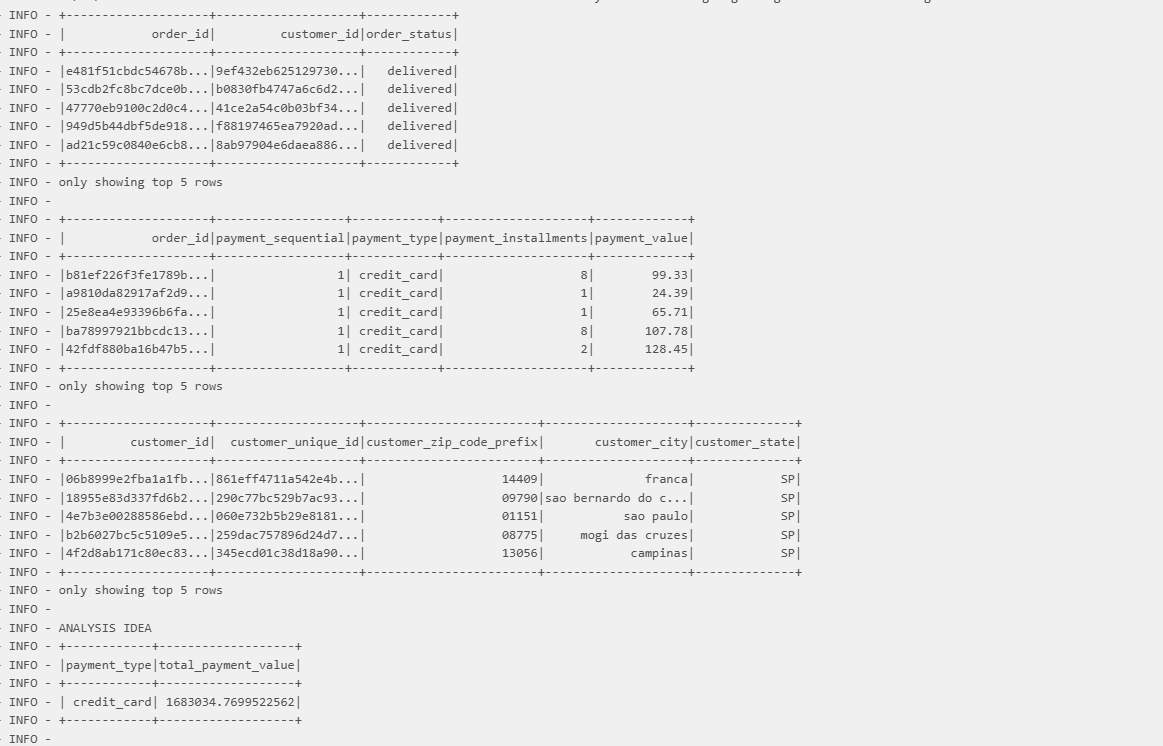 - INFO - +--------------------+--------------------+------------+
- INFO - |            order_id|         customer_id|order_status|
- INFO - +--------------------+--------------------+------------+
- INFO - |e481f51cbdc54678b...|9ef432eb625129730...|   delivered|
- INFO - |53cdb2fc8bc7dce0b...|b0830fb4747a6c6d2...|   delivered|
- INFO - |47770eb9100c2d0c4...|41ce2a54c0b03bf34...|   delivered|
- INFO - |949d5b44dbf5de918...|f88197465ea7920ad...|   delivered|
- INFO - |ad21c59c0840e6cb8...|8ab97904e6daea886...|   delivered|
- INFO - +--------------------+--------------------+------------+
- INFO - only showing top 5 rows
- INFO -
- INFO - +--------------------+------------------+------------+--------------------+-------------+
- INFO - |            order_id|payment_sequential|payment_type|payment_installments|payment_value|
- INFO - +--------------------+------------------+------------+--------------------+-------------+
- INFO - |b81ef226f3fe1789b...|                 1| credit_card|                   8|        99.33|
- INFO - |a9810da82917af2d9...|                 1| credit_card|                   1|        24.39|
- INFO - |25e8ea4e93396b6fa...|                 1| credit_card|                   1|        65.71|
- INFO - |ba78997921bbcdc13...|                 1| credit_card|                   8|       107.78|
- INFO - |42fdf880ba16b47b5...|                 1| credit_card|                   2|       128.45|
- INFO - +--------------------+------------------+------------+--------------------+-------------+
- INFO - only showing top 5 rows
- INFO -
- INFO - +--------------------+--------------------+------------------------+--------------------+--------------+
- INFO - |         customer_id|  customer_unique_id|customer_zip_code_prefix|       customer_city|customer_state|
- INFO - +--------------------+--------------------+------------------------+--------------------+--------------+
- INFO - |06b8999e2fba1a1fb...|861eff4711a542e4b...|                   14409|              franca|            SP|
- INFO - |18955e83d337fd6b2...|290c77bc529b7ac93...|                   09790|sao bernardo do c...|            SP|
- INFO - |4e7b3e00288586ebd...|060e732b5b29e8181...|                   01151|           sao paulo|            SP|
- INFO - |b2b6027bc5c5109e5...|259dac757896d24d7...|                   08775|     mogi das cruzes|            SP|
- INFO - |4f2d8ab171c80ec83...|345ecd01c38d18a90...|                   13056|            campinas|            SP|
- INFO - +--------------------+--------------------+------------------------+--------------------+--------------+
- INFO - only showing top 5 rows
- INFO -
- INFO - ANALYSIS IDEA
- INFO - +------------+-------------------+
- INFO - |payment_type|total_payment_value|
- INFO - +------------+-------------------+
- INFO - | credit_card| 1683034.7699522562|
- INFO - +------------+-------------------+
- INFO -